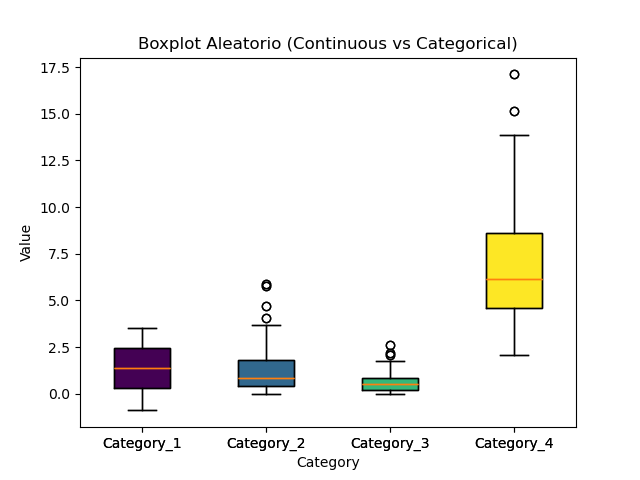 Boxplot Aleatorio (Continuous vs Categorical)
17.5
15.0
12.5
10.0
7.5
5.0
2.5
0.0
Value
Category_1 Category_2 Category_3 Category_4
Category